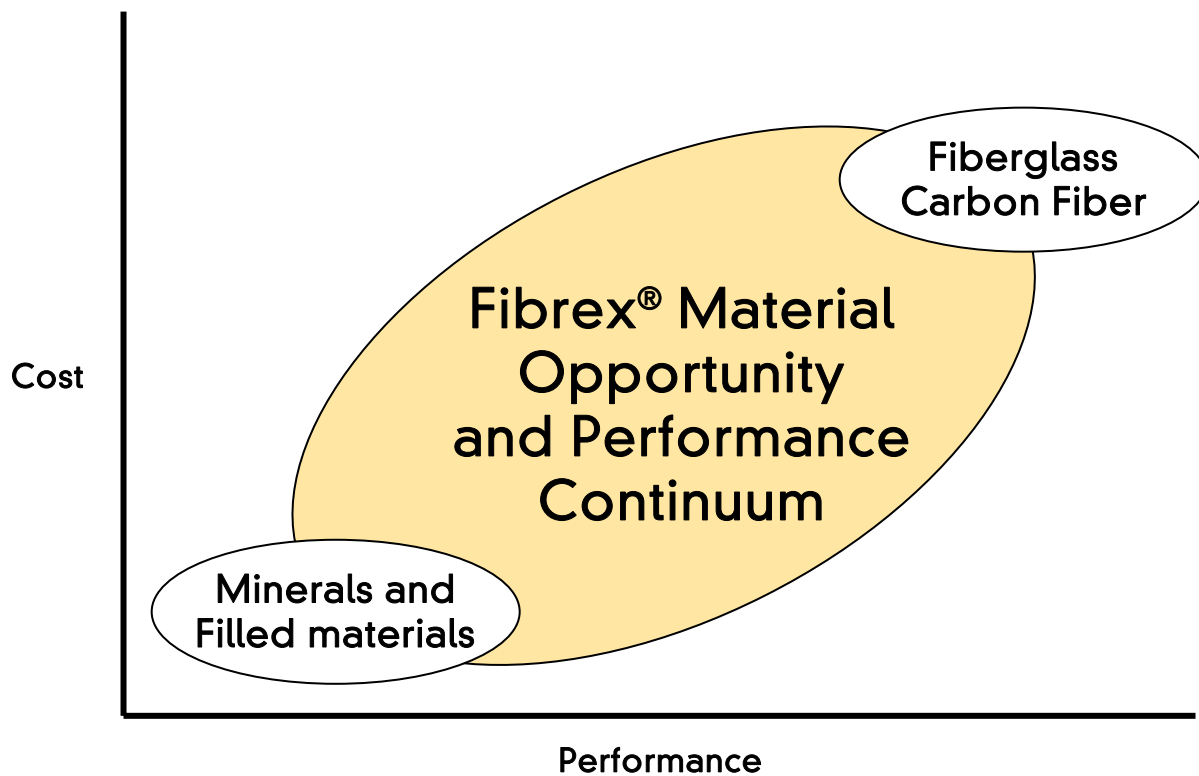 Fiberglass
Carbon Fiber
Fibrex® Material
Opportunity
and Performance
Continuum
Cost
Minerals and
Filled materials
Performance